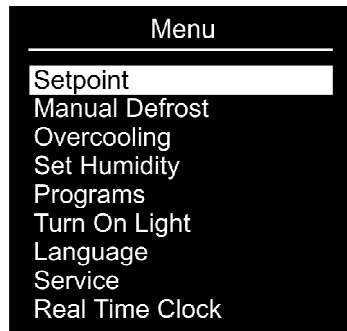 Menu
Setpoint
Manual Defrost
Overcooling
Set Humidity
Programs
Turn On Light
Language
Service
Real Time Clock